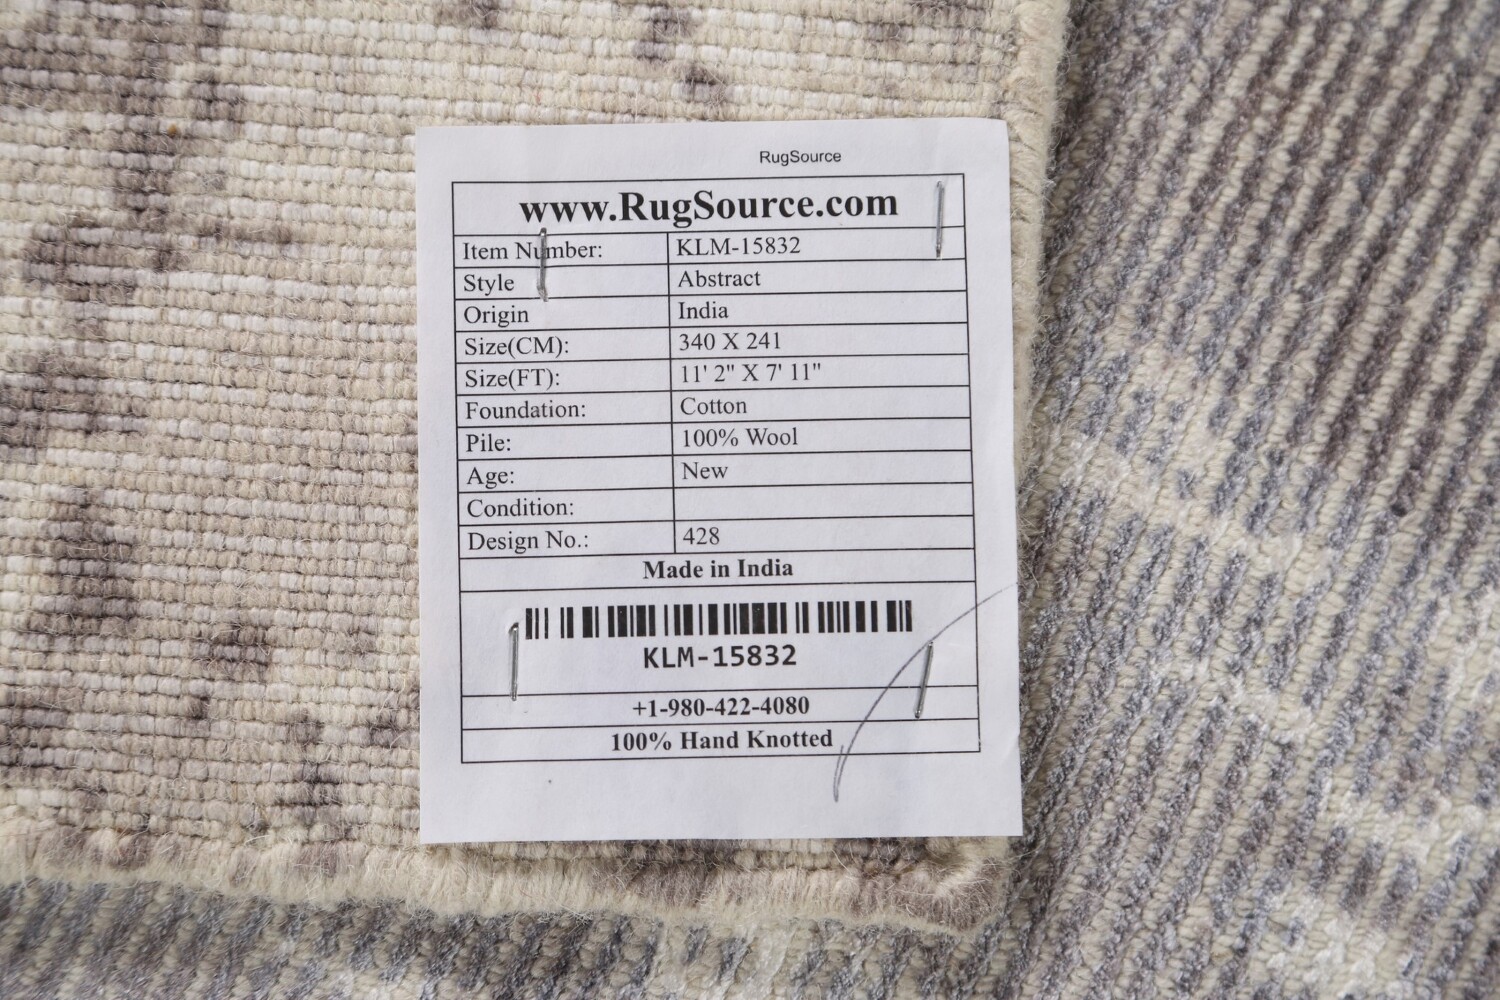 RugSource
www.RugSource.com
Item Number: KLM-15832
Style Abstract
Origin India
Size(CM): 340 X 241
Size(FT): 11' 2" X 7' 11"
Foundation: Cotton
Pile: 100% Wool
Age: New
Condition:
Design No.: 428
Made in India
KLM-15832
+1-980-422-4080
100% Hand Knotted